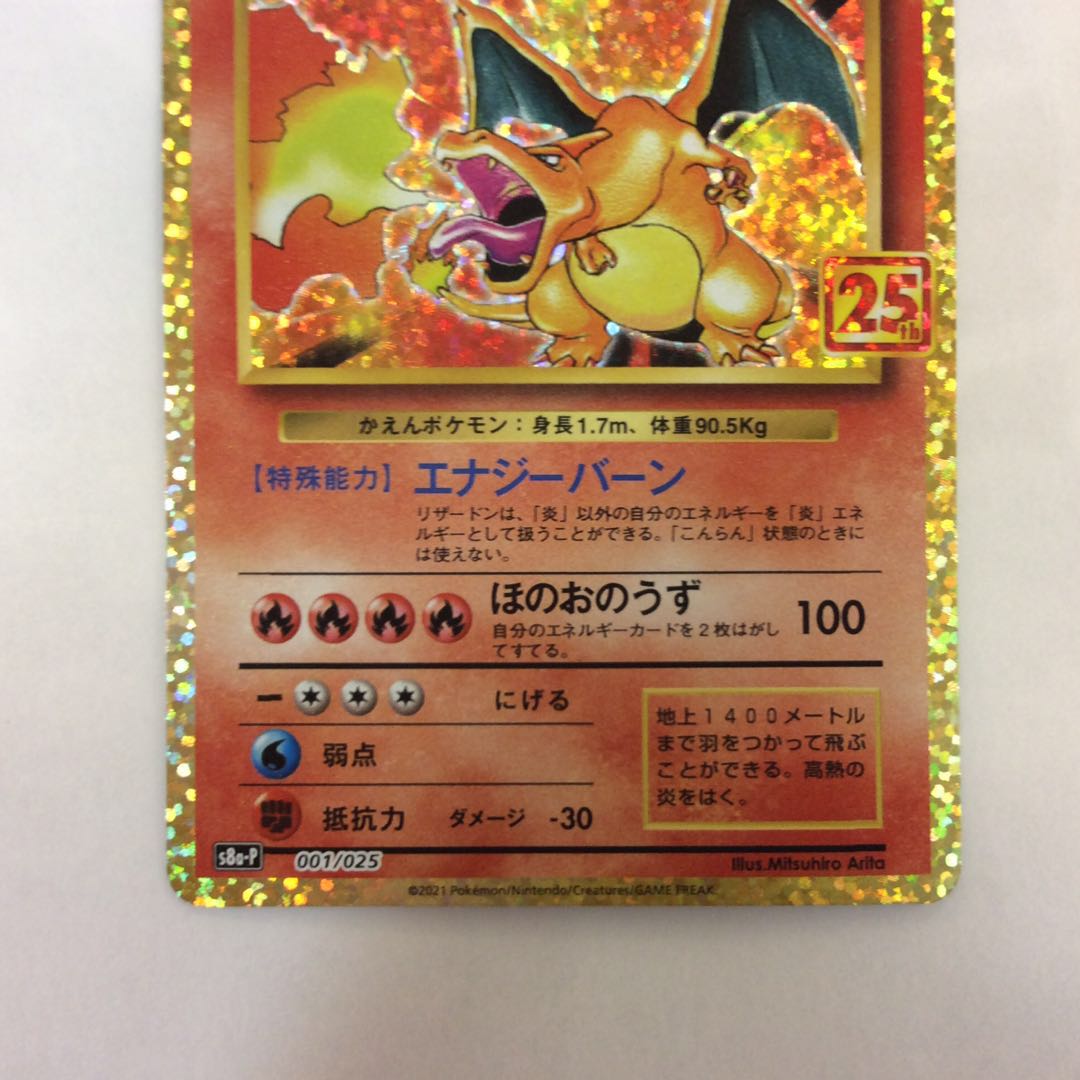 25th
かえんポケモン：身長1.7m、体重90.5Kg
【特殊能力】 エナジーバーン
リザードンは、「炎」以外の自分のエネルギーを「炎」エネ
ルギーとして扱うことができる。「こんらん」状態のときに
は使えない。
ほのおのうず 100
自分のエネルギーカードを２枚はがし
てすてる。
ー にげる
弱点
抵抗力 ダメージ -30
地上１４００メートル
まで羽をつかって飛ぶ
ことができる。高熱の
炎をはく。
s8a-P 001/025
Illus.Mitsuhiro Arita
©2021 Pokémon/Nintendo/Creatures/GAME FREAK.